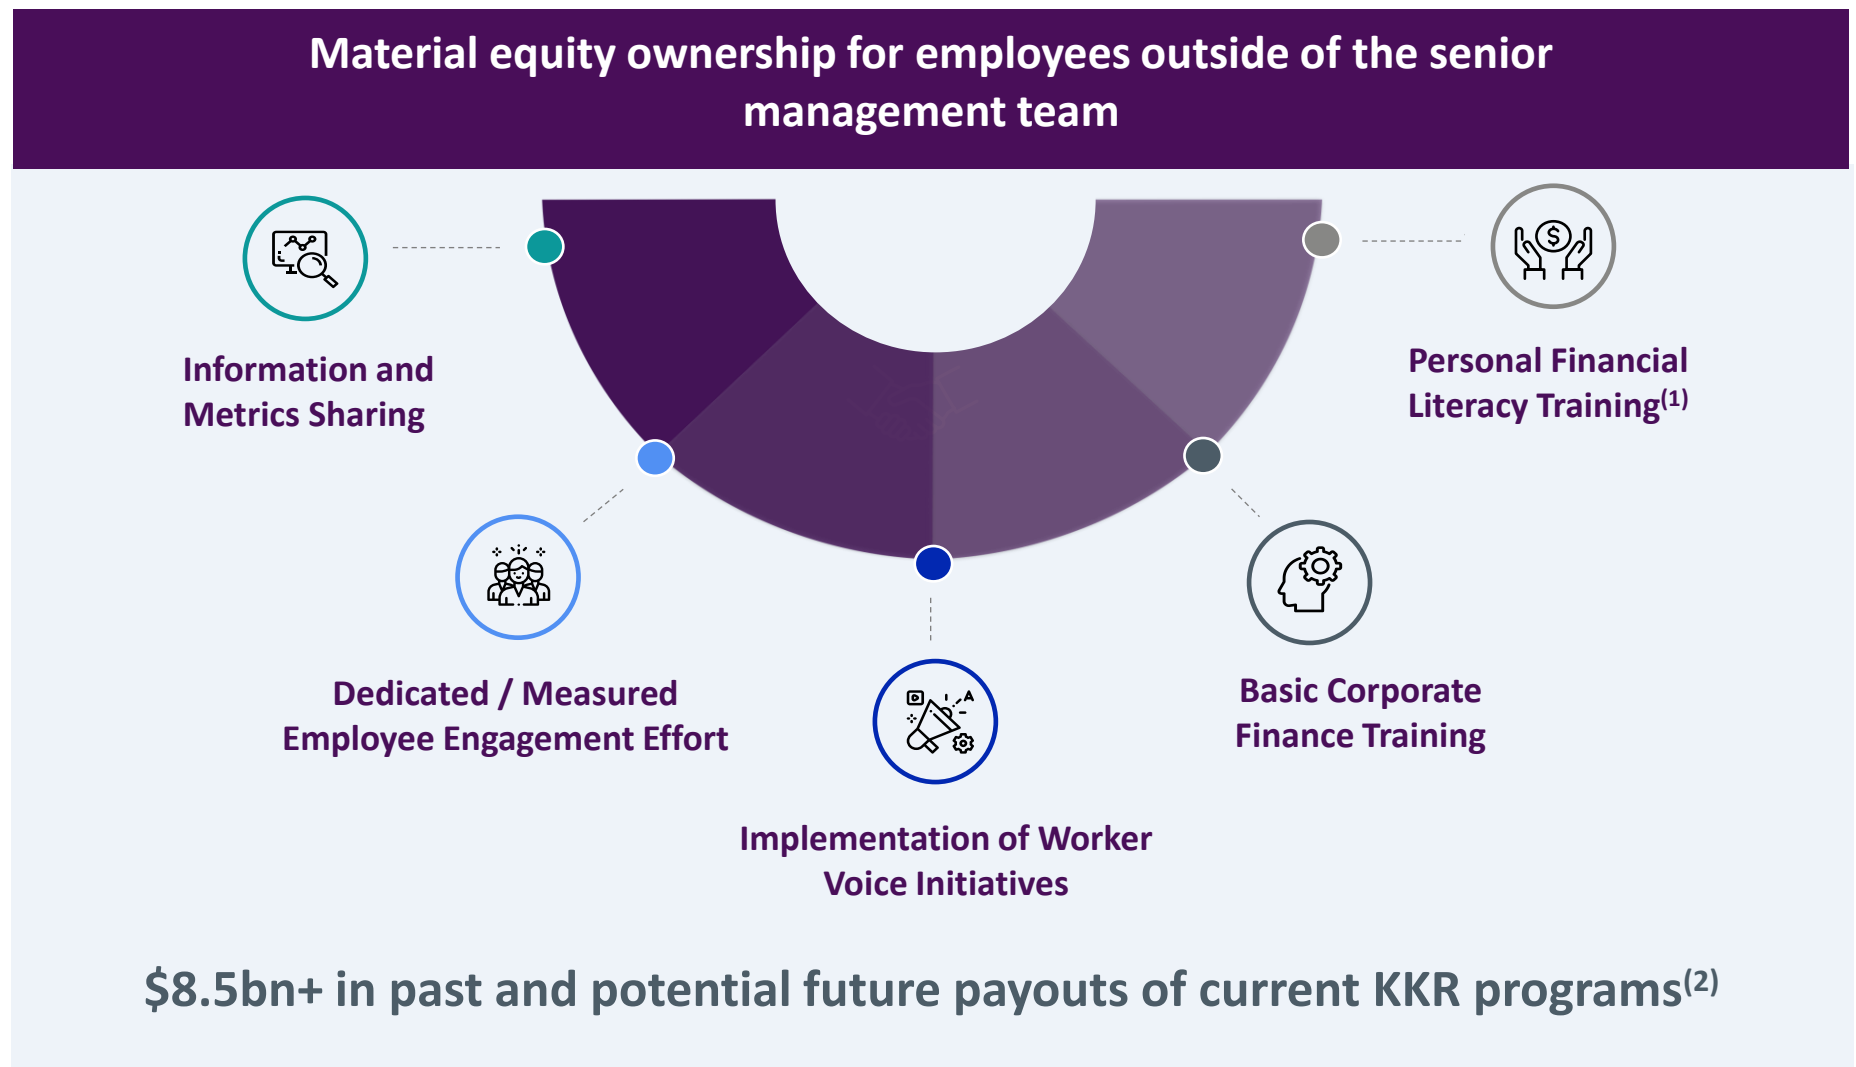 Material equity ownership for employees outside of the senior
management team
Information and
Metrics Sharing
Dedicated / Measured
Employee Engagement Effort
Implementation of Worker
Voice Initiatives
Basic Corporate
Finance Training
Personal Financial
Literacy Training(1)
$8.5bn+ in past and potential future payouts of current KKR programs(2)